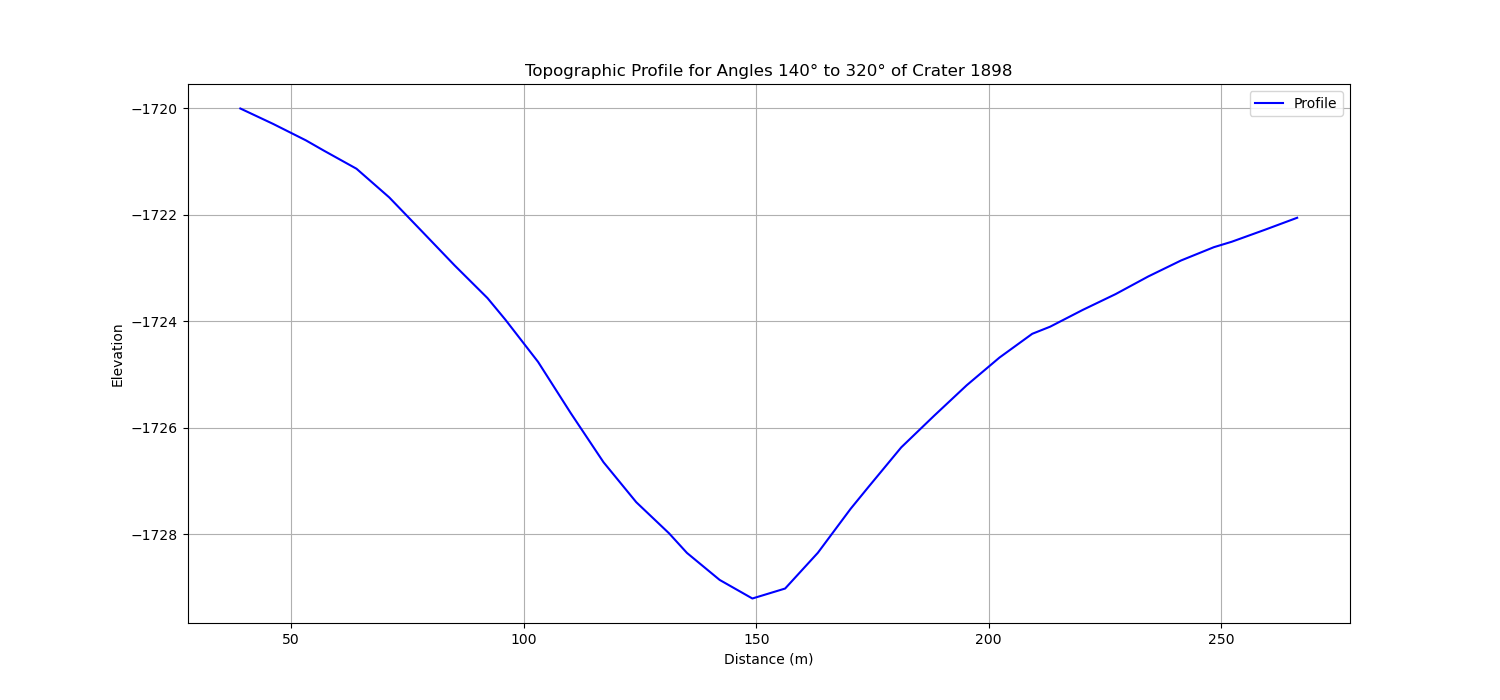 Topographic Profile for Angles 140° to 320° of Crater 1898
Profile
−1720
−1722
−1724
−1726
−1728
Elevation
50
100
150
200
250
Distance (m)